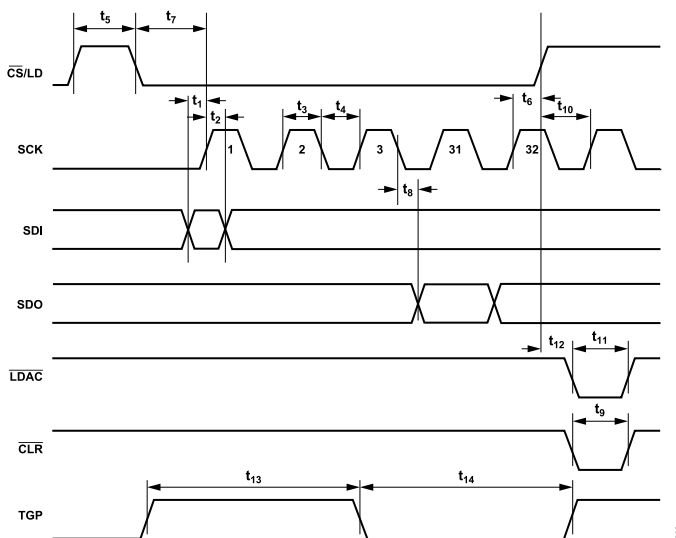 t5 t7
CS/LD
t1 t2 t3 t4 t6 t10
SCK 1 2 3 31 32
t8
SDI
SDO
t12 t11
LDAC
t9
CLR
t13 t14
TGP